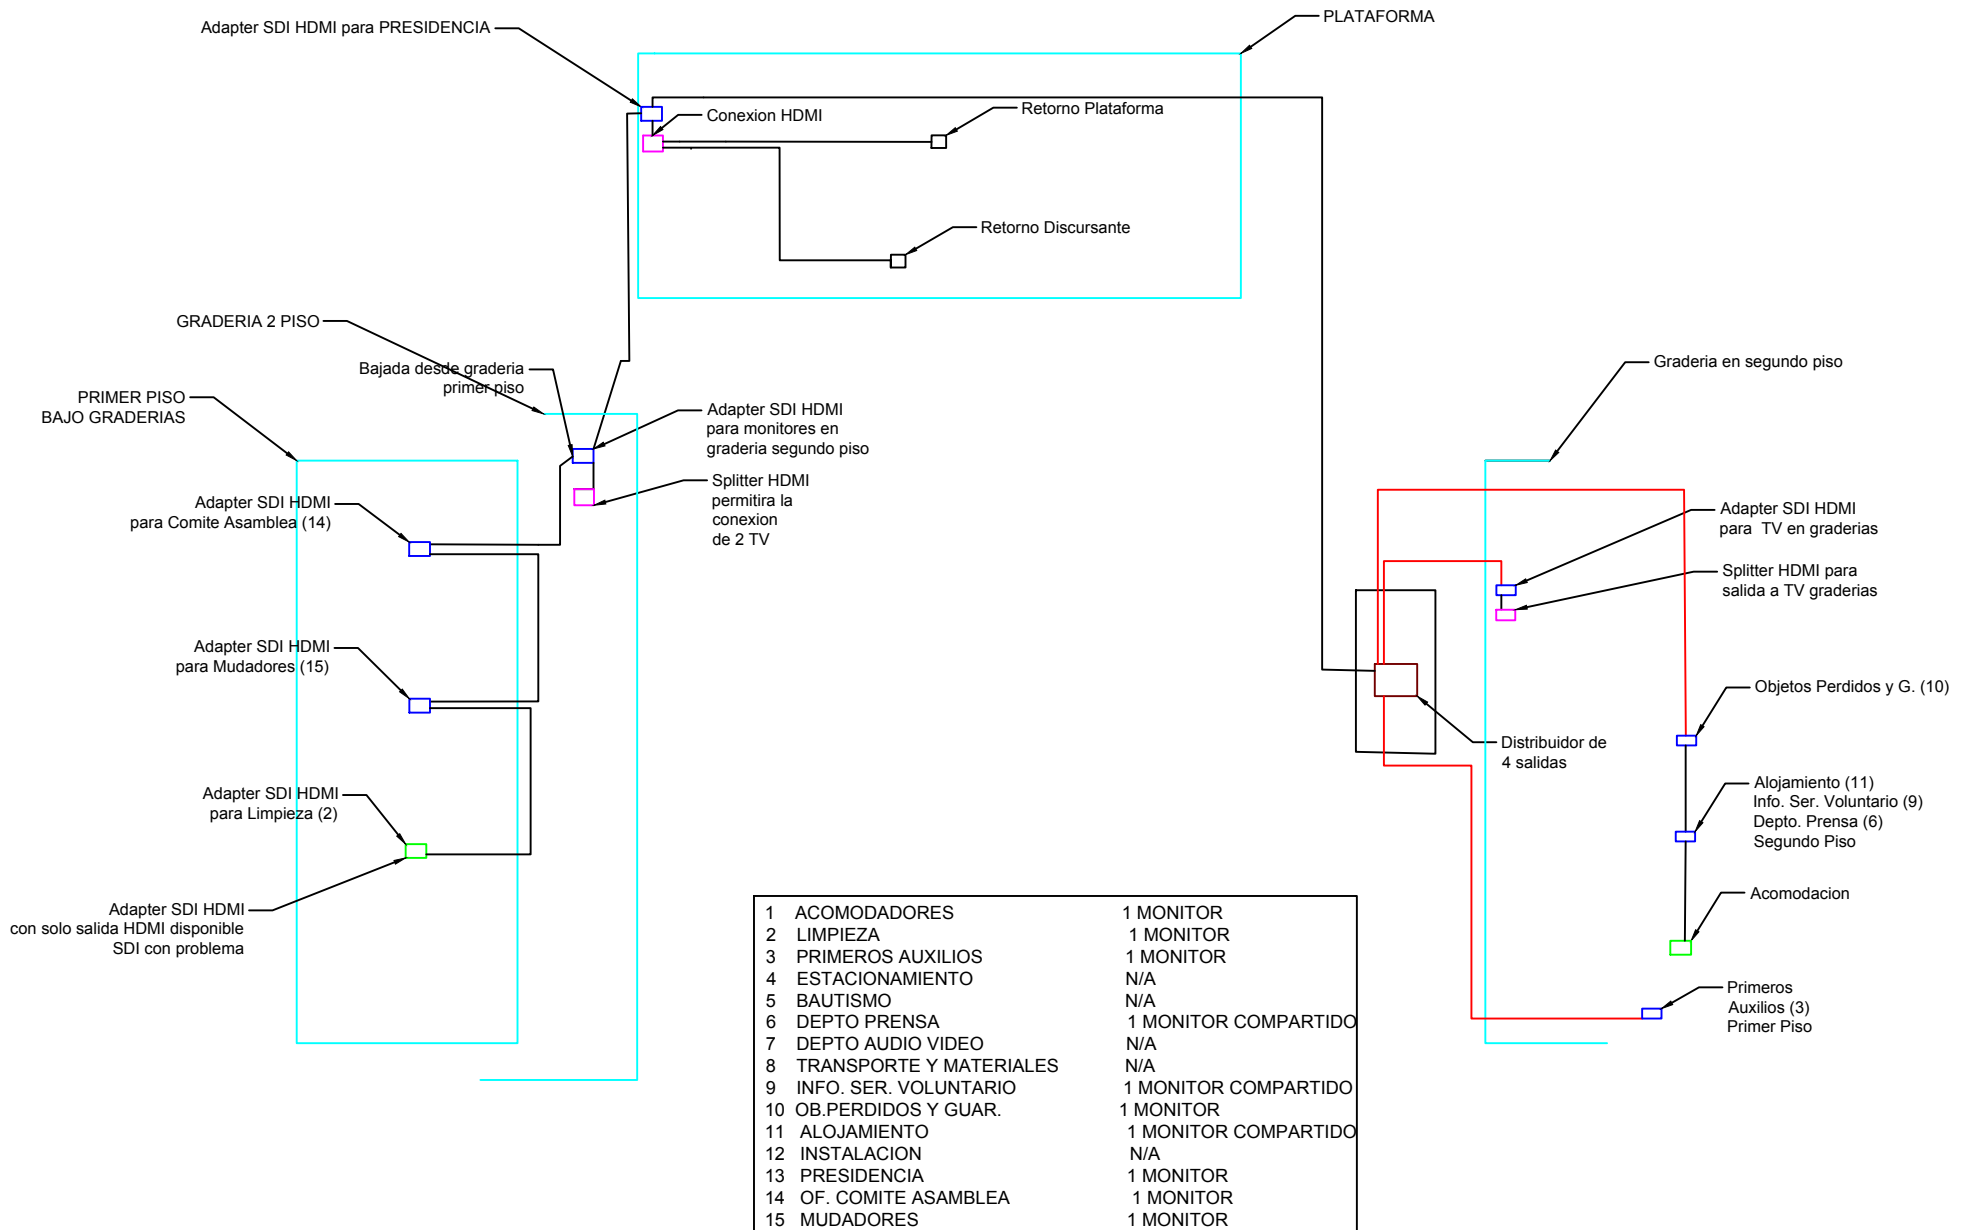 PLATAFORMA
Adapter SDI HDMI para PRESIDENCIA
Conexion HDMI
Retorno Plataforma
Retorno Discursante
GRADERIA 2 PISO
Bajada desde graderia
primer piso
PRIMER PISO
BAJO GRADERIAS
Adapter SDI HDMI
para monitores en
graderia segundo piso
Splitter HDMI
permitira la
conexion
de 2 TV
Adapter SDI HDMI
para Comite Asamblea (14)
Adapter SDI HDMI
para Mudadores (15)
Adapter SDI HDMI
para Limpieza (2)
Adapter SDI HDMI
con solo salida HDMI disponible
SDI con problema
Graderia en segundo piso
Adapter SDI HDMI
para TV en graderias
Splitter HDMI para
salida a TV graderias
Objetos Perdidos y G. (10)
Distribuidor de
4 salidas
Alojamiento (11)
Info. Ser. Voluntario (9)
Depto. Prensa (6)
Segundo Piso
Acomodacion
Primeros
Auxilios (3)
Primer Piso
1 ACOMODADORES 1 MONITOR
2 LIMPIEZA 1 MONITOR
3 PRIMEROS AUXILIOS 1 MONITOR
4 ESTACIONAMIENTO N/A
5 BAUTISMO N/A
6 DEPTO PRENSA 1 MONITOR COMPARTIDO
7 DEPTO AUDIO VIDEO N/A
8 TRANSPORTE Y MATERIALES N/A
9 INFO. SER. VOLUNTARIO 1 MONITOR COMPARTIDO
10 OB.PERDIDOS Y GUAR. 1 MONITOR
11 ALOJAMIENTO 1 MONITOR COMPARTIDO
12 INSTALACION N/A
13 PRESIDENCIA 1 MONITOR
14 OF. COMITE ASAMBLEA 1 MONITOR
15 MUDADORES 1 MONITOR